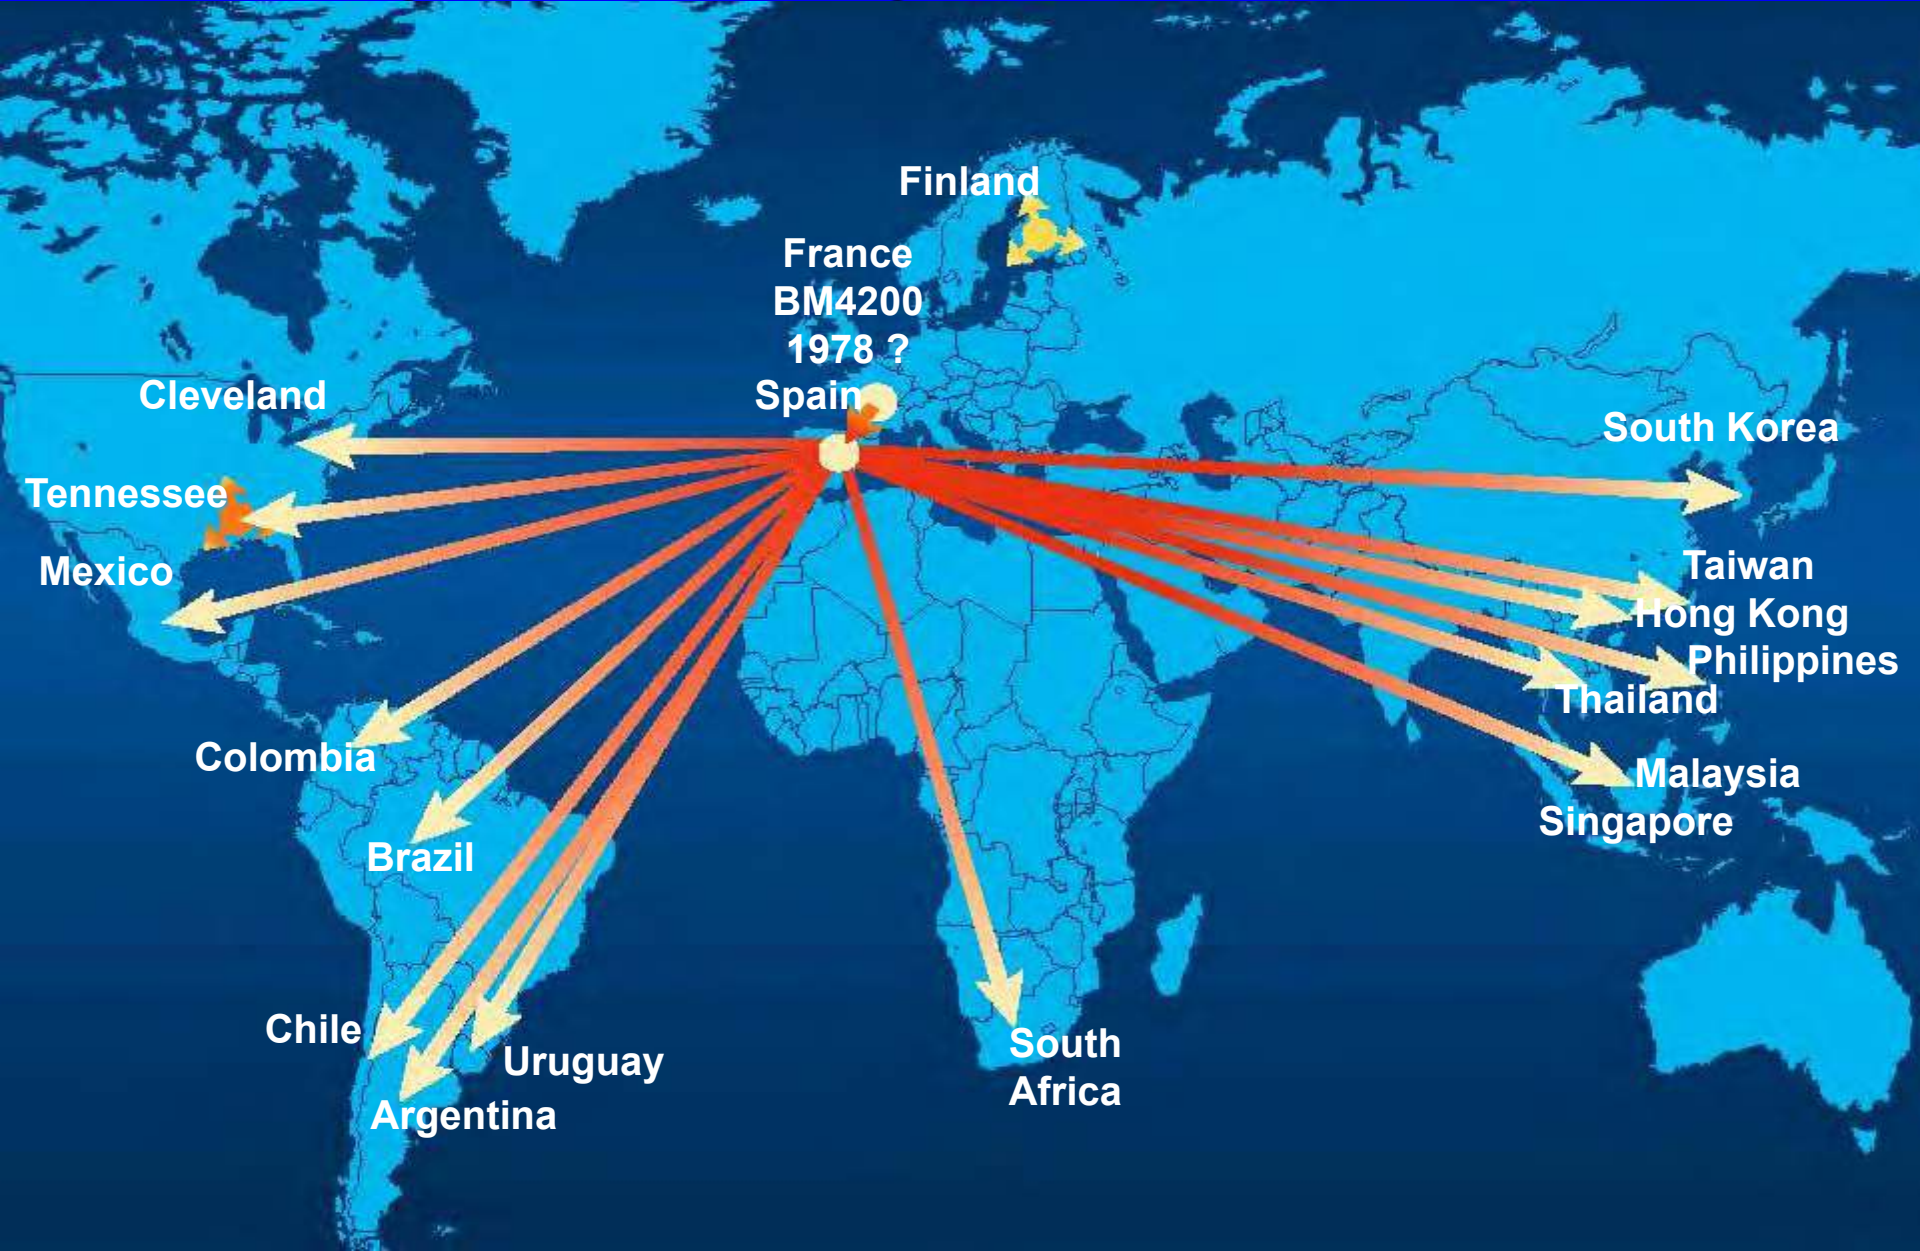 Finland
France
BM4200
1978 ?
Spain
Cleveland
South Korea
Tennessee
Mexico
Taiwan
Hong Kong
Philippines
Thailand
Colombia
Malaysia
Singapore
Brazil
Chile
Uruguay
South
Africa
Argentina